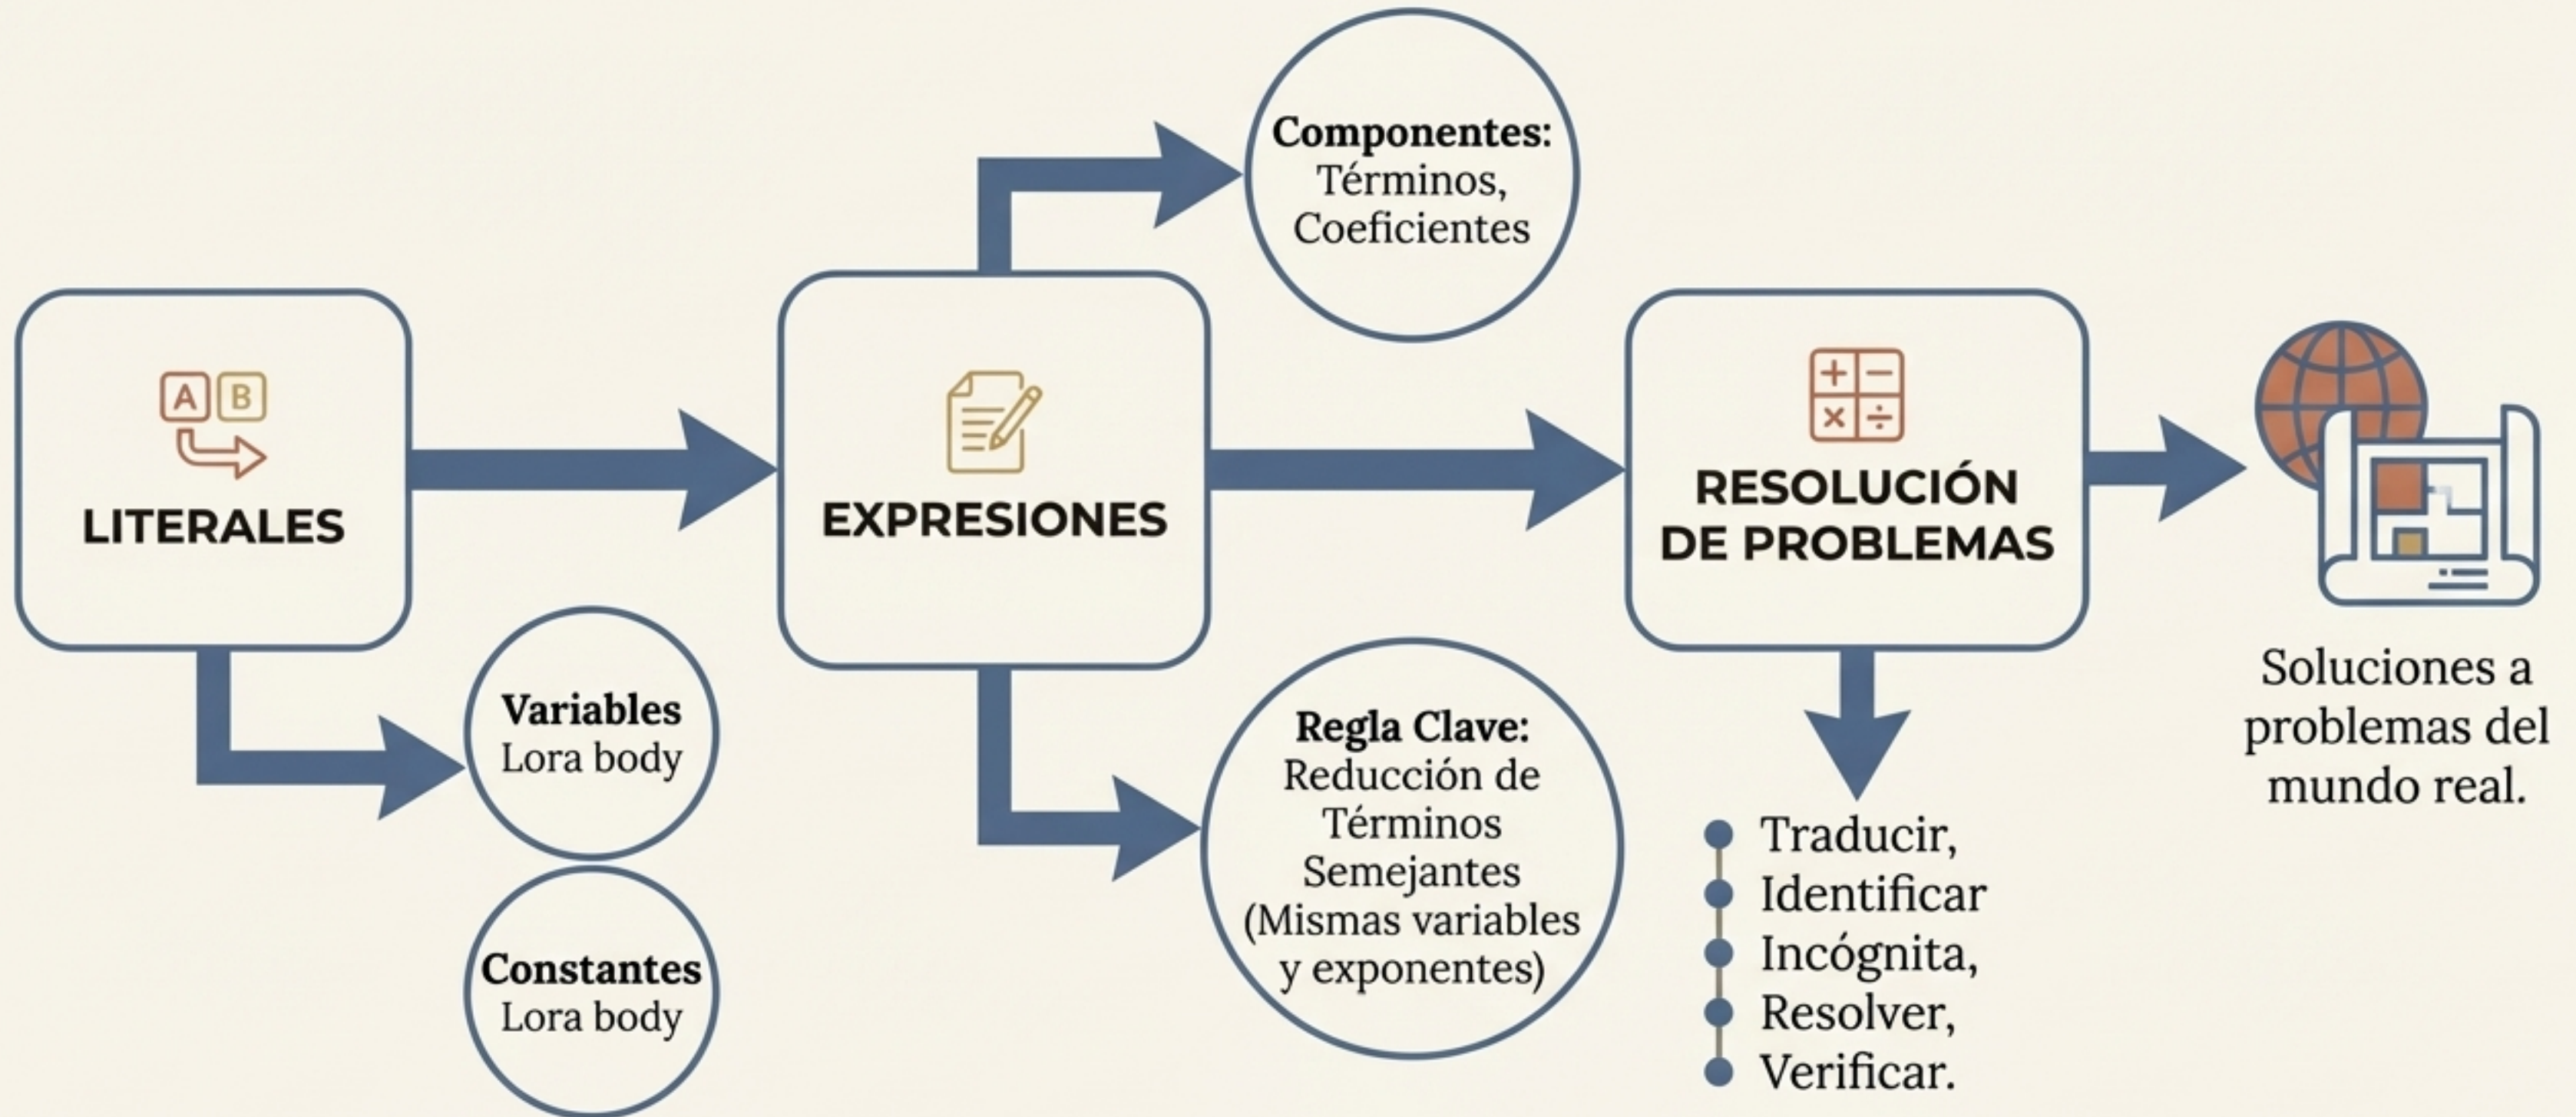 A B
LITERALES
Variables
Lora body
Constantes
Lora body
EXPRESIONES
Componentes:
Términos,
Coeficientes
Regla Clave:
Reducción de
Términos
Semejantes
(Mismas variables
y exponentes)
+ −
× ÷
RESOLUCIÓN
DE PROBLEMAS
Traducir,
Identificar
Incógnita,
Resolver,
Verificar.
Soluciones a
problemas del
mundo real.